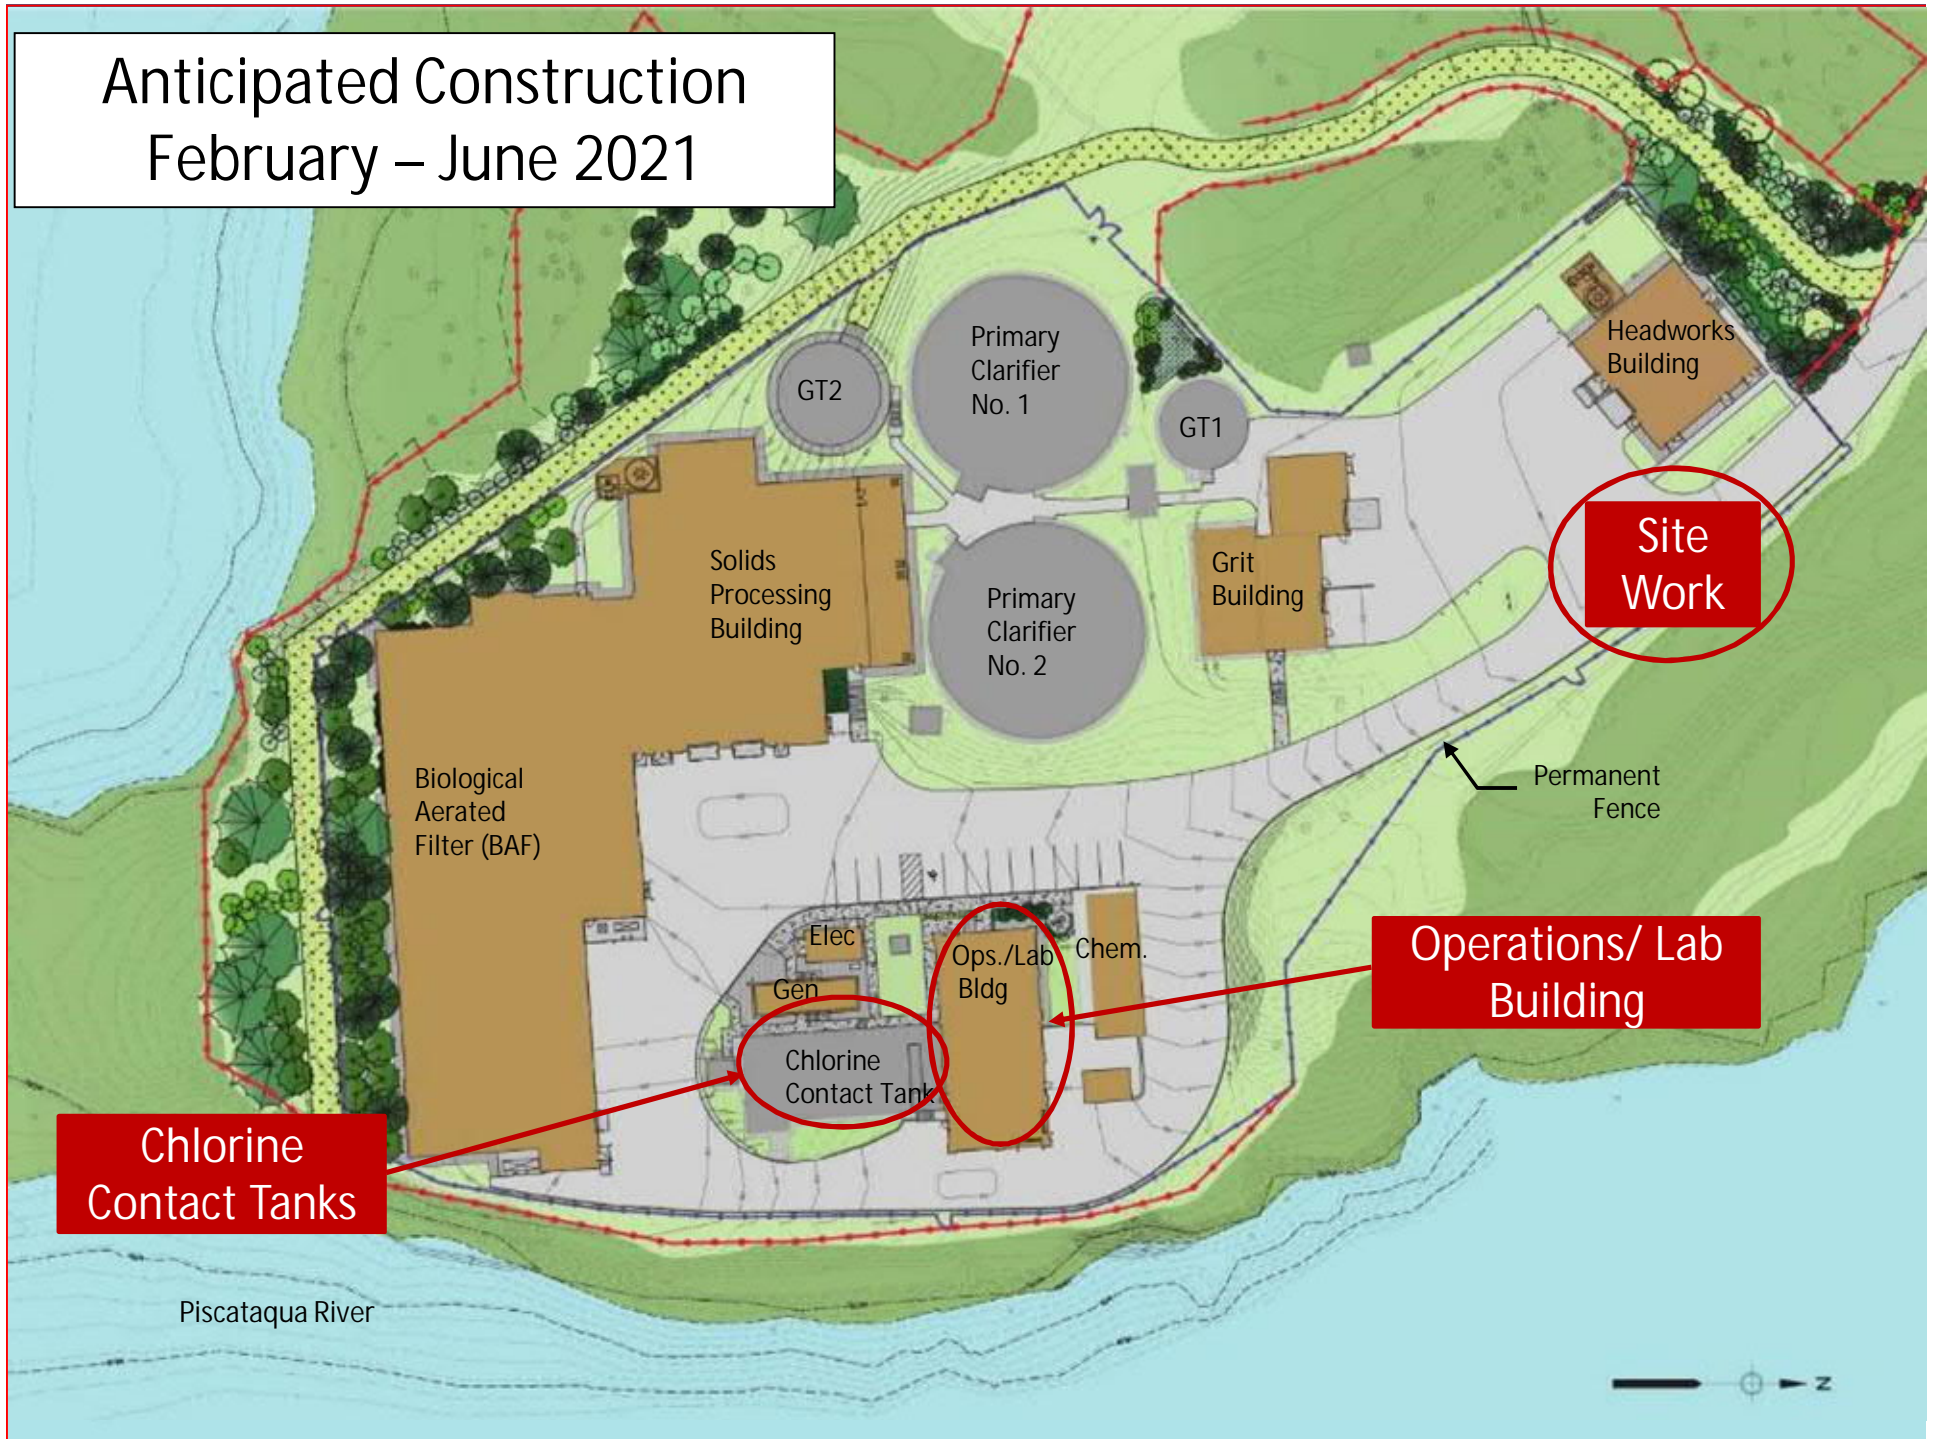 Anticipated Construction
February – June 2021
Headworks
Building
Primary
Clarifier
No. 1
GT2
GT1
Site
Work
Solids
Processing
Building
Grit
Building
Primary
Clarifier
No. 2
Permanent
Fence
Biological
Aerated
Filter (BAF)
Elec
Ops./Lab
Bldg
Chem.
Operations/ Lab
Building
Gen
Chlorine
Contact Tank
Chlorine
Contact Tanks
Piscataqua River
N